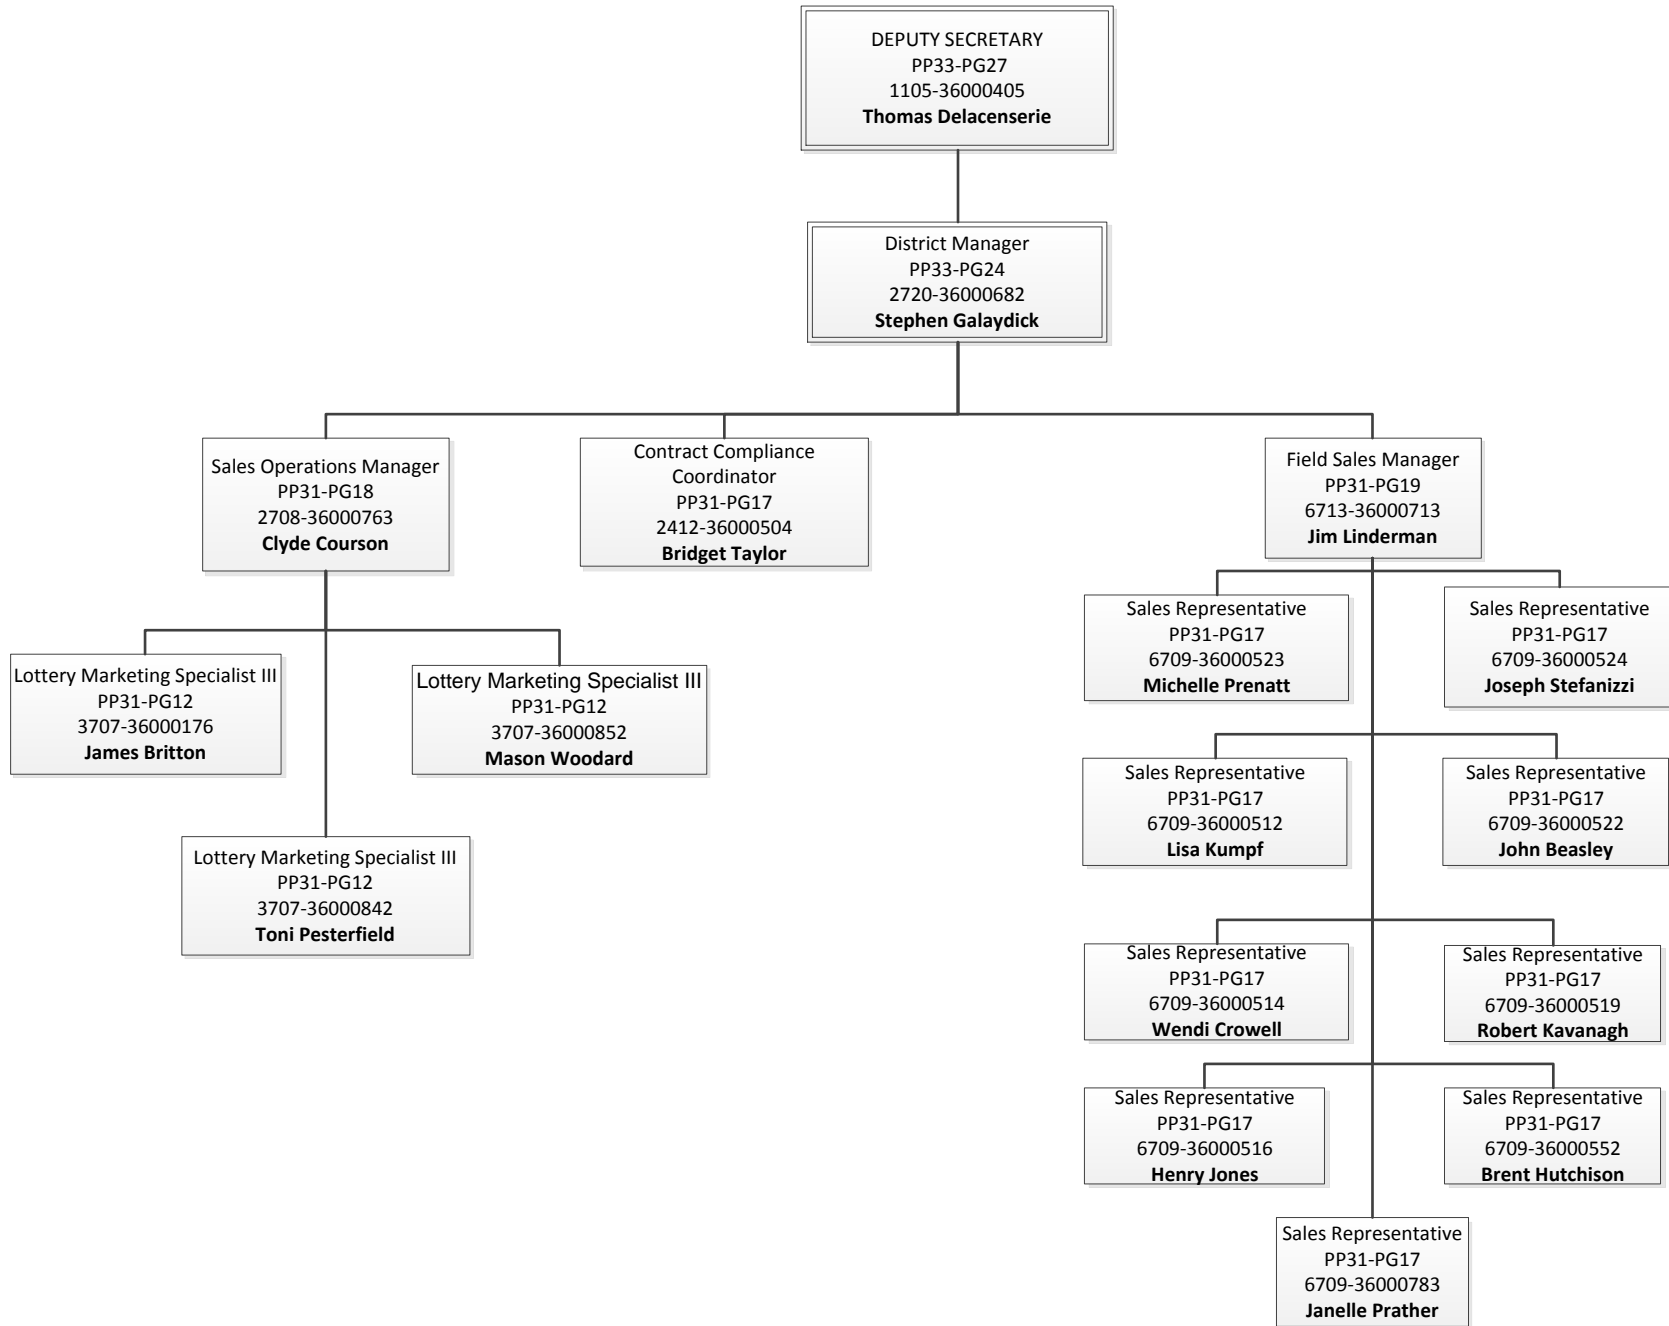 DEPUTY SECRETARY
PP33-PG27
1105-36000405
Thomas Delacenserie
District Manager
PP33-PG24
2720-36000682
Stephen Galaydick
Sales Operations Manager
PP31-PG18
2708-36000763
Clyde Courson
Contract Compliance
Coordinator
PP31-PG17
2412-36000504
Bridget Taylor
Field Sales Manager
PP31-PG19
6713-36000713
Jim Linderman
Lottery Marketing Specialist III
PP31-PG12
3707-36000176
James Britton
Lottery Marketing Specialist III
PP31-PG12
3707-36000852
Mason Woodard
Lottery Marketing Specialist III
PP31-PG12
3707-36000842
Toni Pesterfield
Sales Representative
PP31-PG17
6709-36000523
Michelle Prenatt
Sales Representative
PP31-PG17
6709-36000524
Joseph Stefanizzi
Sales Representative
PP31-PG17
6709-36000512
Lisa Kumpf
Sales Representative
PP31-PG17
6709-36000522
John Beasley
Sales Representative
PP31-PG17
6709-36000514
Wendi Crowell
Sales Representative
PP31-PG17
6709-36000519
Robert Kavanagh
Sales Representative
PP31-PG17
6709-36000516
Henry Jones
Sales Representative
PP31-PG17
6709-36000552
Brent Hutchison
Sales Representative
PP31-PG17
6709-36000783
Janelle Prather